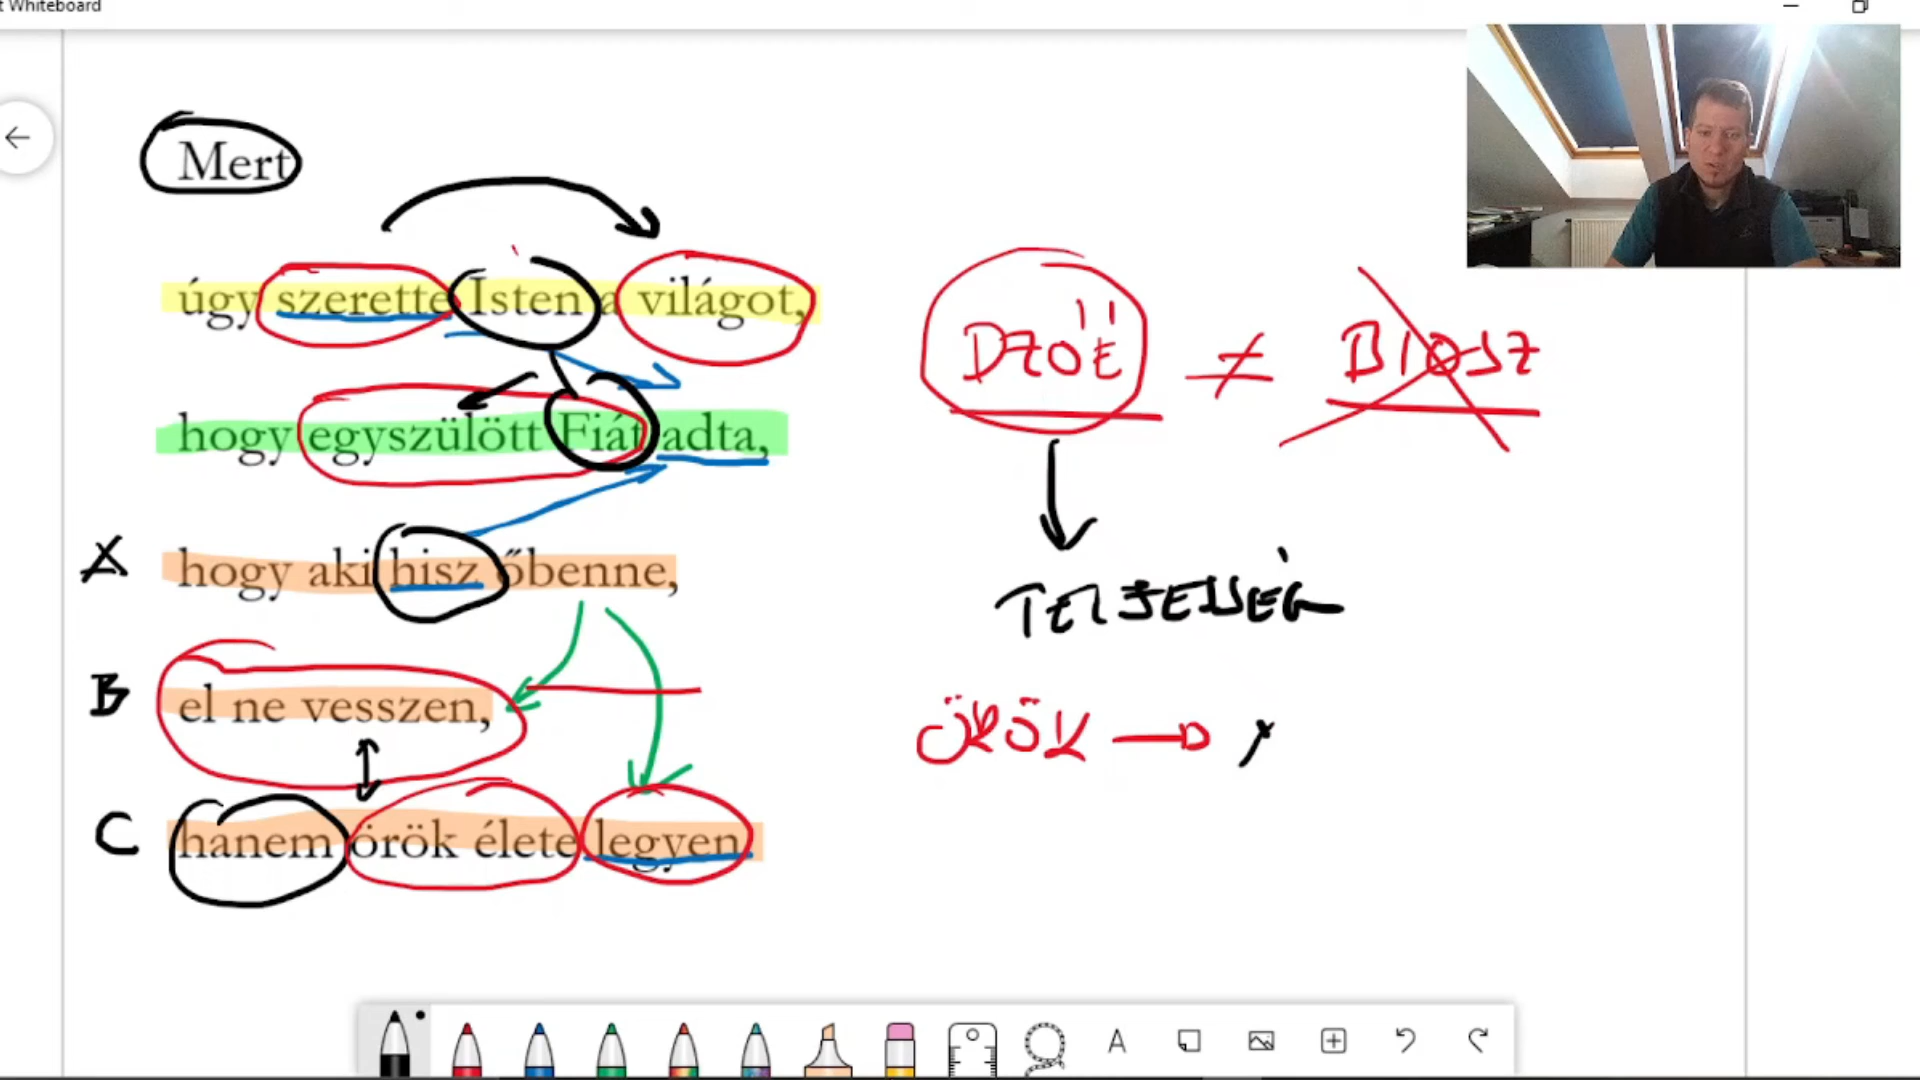 t Whiteboard
Mert
úgy szerette Isten a világot,
hogy egyszülött Fiát adta,
A hogy aki hisz őbenne,
B el ne vesszen,
C hanem örök élete legyen.
DZOÉ ≠ BIOSZ
TELJESSÉG
ÖRÖK →
A